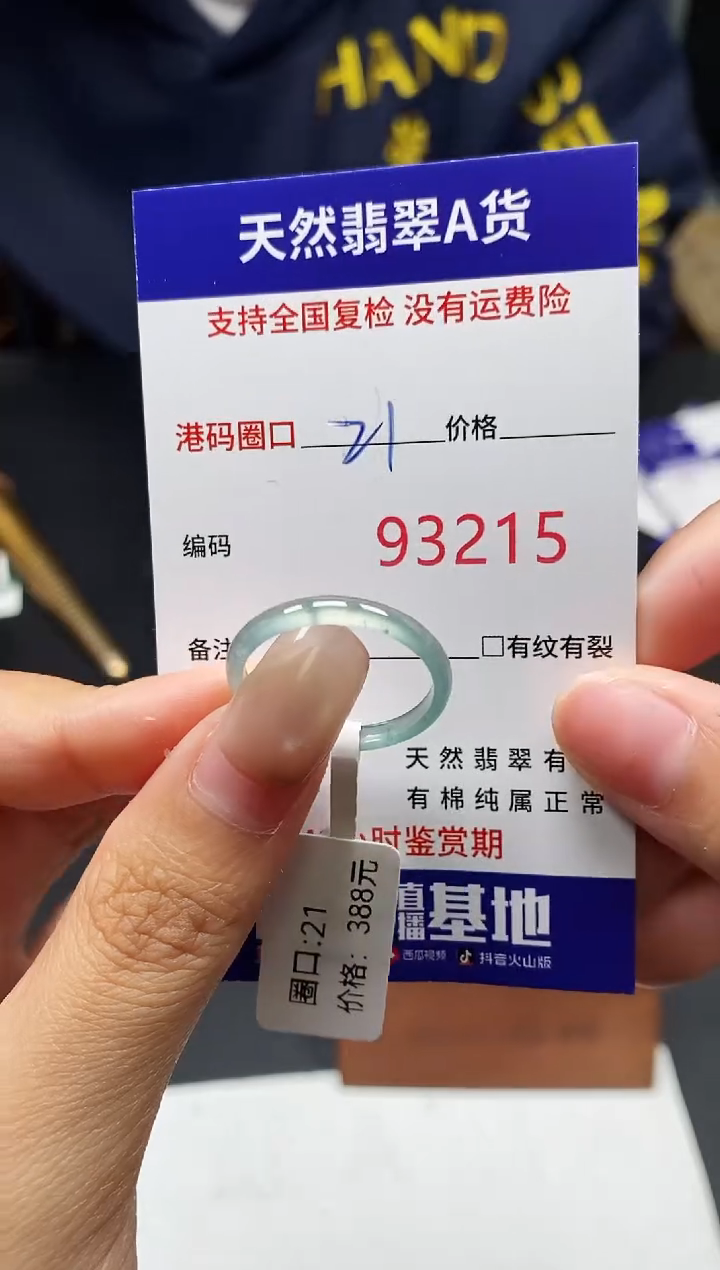 HAND
天然翡翠A货
支持全国复检 没有运费险
港码圈口 21 价格
编码 93215
备注 □有纹有裂
天然翡翠有
有棉纯属正常
时鉴赏期
直播基地
西瓜视频 抖音火山版
圈口:21
价格: 388元